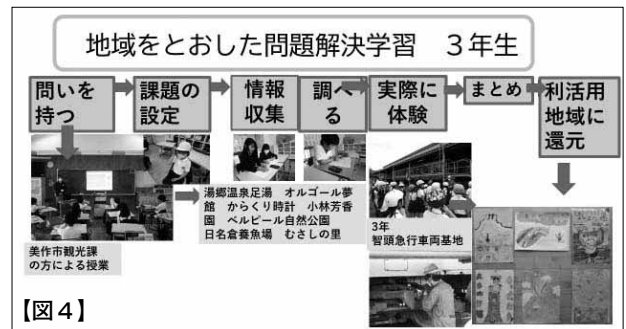 地域をとおした問題解決学習 3年生
問いを
持つ
課題の
設定
情報
収集
調べ
る
実際に
体験
まとめ
利活用
地域に
還元
湯郷温泉足湯 オルゴール夢
館 からくり時計 小林芳香
園 ベルピール自然公園
日名倉養魚場 むさしの里
3年
智頭急行車両基地
美作市観光課
の方による授業
【図4】